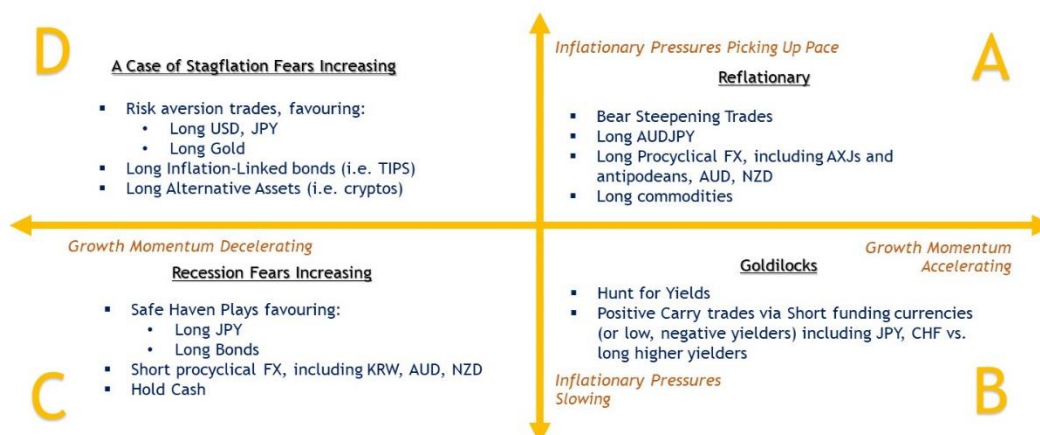 D
A Case of Stagflation Fears Increasing
▪ Risk aversion trades, favouring:
• Long USD, JPY
• Long Gold
▪ Long Inflation-Linked bonds (i.e. TIPS)
▪ Long Alternative Assets (i.e. cryptos)
Inflationary Pressures Picking Up Pace
A
Reflationary
▪ Bear Steepening Trades
▪ Long AUDJPY
▪ Long Procyclical FX, including AXJs and
antipodeans, AUD, NZD
▪ Long commodities
Growth Momentum Decelerating
Recession Fears Increasing
▪ Safe Haven Plays favouring:
• Long JPY
• Long Bonds
▪ Short procyclical FX, including KRW, AUD, NZD
▪ Hold Cash
C
Growth Momentum
Accelerating
Goldilocks
▪ Hunt for Yields
▪ Positive Carry trades via Short funding currencies
(or low, negative yielders) including JPY, CHF vs.
long higher yielders
Inflationary Pressures
Slowing
B